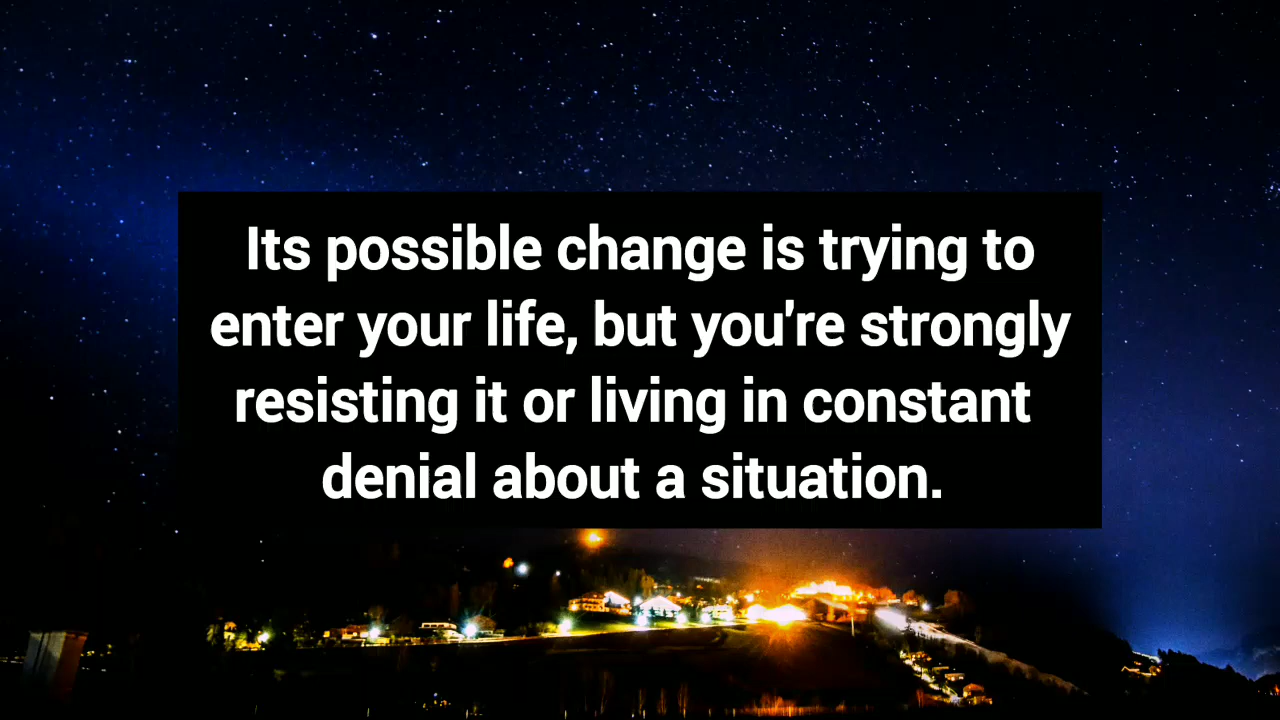 Its possible change is trying to
enter your life, but you're strongly
resisting it or living in constant
denial about a situation.